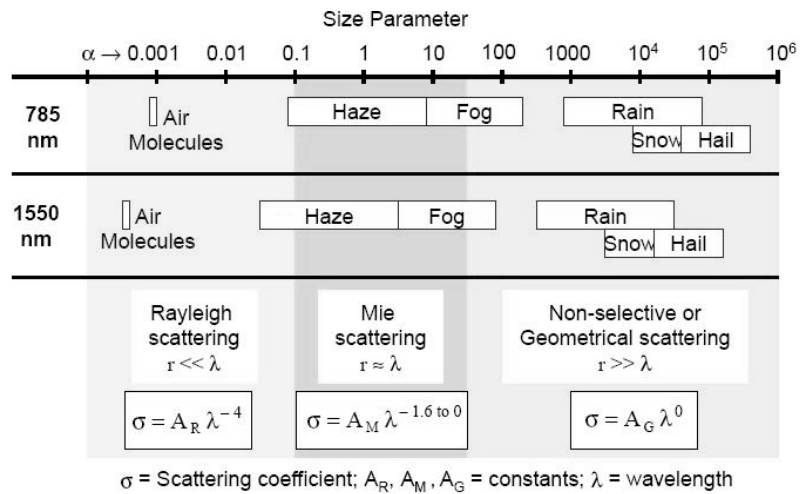 Size Parameter
α → 0.001 0.01 0.1 1 10 100 1000 10⁴ 10⁵ 10⁶
785 nm
Air Molecules
Haze Fog Rain
Snow Hail
1550 nm
Air Molecules
Haze Fog Rain
Snow Hail
Rayleigh scattering
r << λ
Mie scattering
r ≈ λ
Non-selective or
Geometrical scattering
r >> λ
σ = A_R λ⁻⁴
σ = A_M λ^(-1.6 to 0)
σ = A_G λ⁰
σ = Scattering coefficient; A_R, A_M, A_G = constants; λ = wavelength